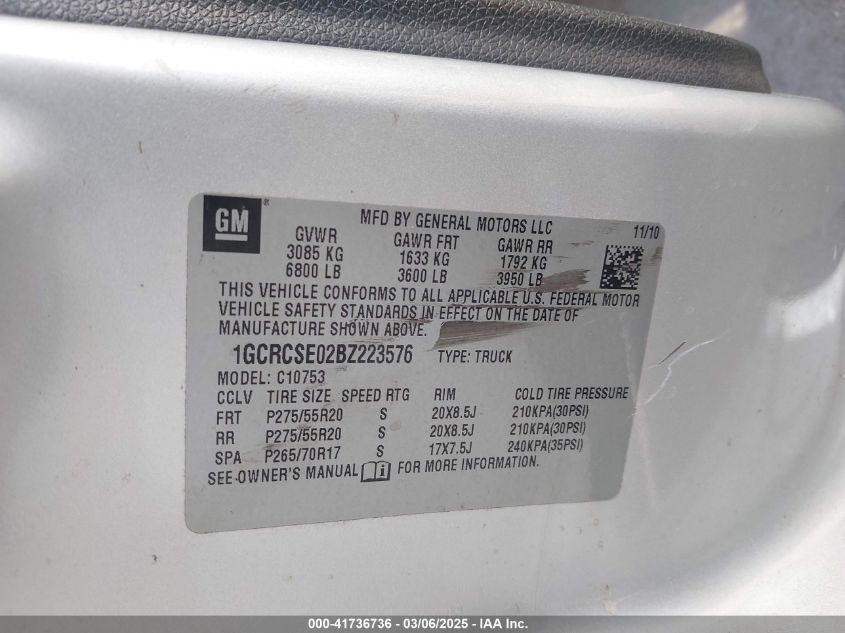 GM ®
MFD BY GENERAL MOTORS LLC 11/10
GVWR GAWR FRT GAWR RR
3085 KG 1633 KG 1792 KG
6800 LB 3600 LB 3950 LB
THIS VEHICLE CONFORMS TO ALL APPLICABLE U.S. FEDERAL MOTOR
VEHICLE SAFETY STANDARDS IN EFFECT ON THE DATE OF
MANUFACTURE SHOWN ABOVE.
1GCRCSE02BZ223576 TYPE: TRUCK
MODEL: C10753
CCLV TIRE SIZE SPEED RTG RIM COLD TIRE PRESSURE
FRT P275/55R20 S 20X8.5J 210KPA(30PSI)
RR P275/55R20 S 20X8.5J 210KPA(30PSI)
SPA P265/70R17 S 17X7.5J 240KPA(35PSI)
SEE OWNER'S MANUAL i FOR MORE INFORMATION.
000-41736736 - 03/06/2025 - IAA Inc.